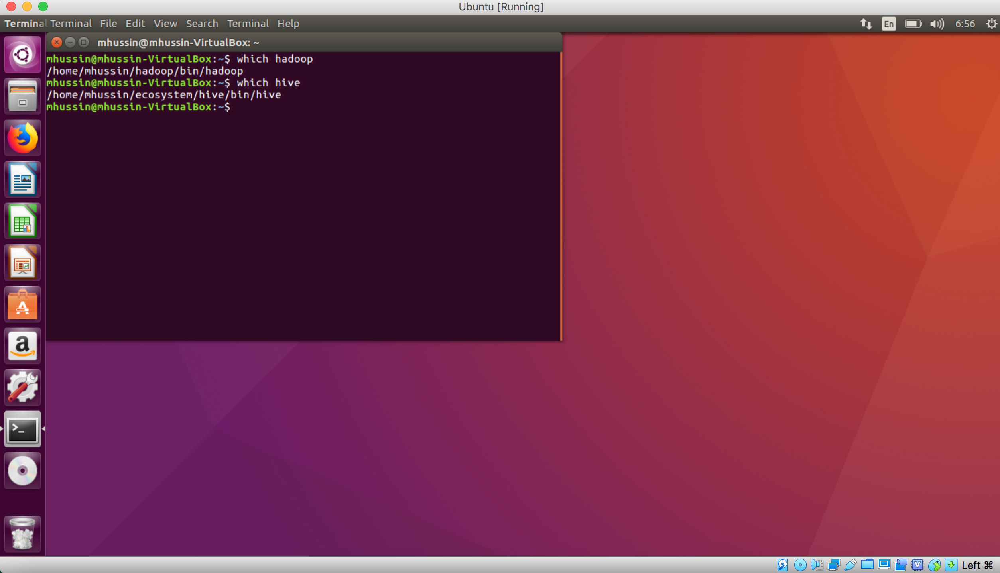 Ubuntu [Running]
Terminal Terminal File Edit View Search Terminal Help En 6:56
mhussin@mhussin-VirtualBox: ~
mhussin@mhussin-VirtualBox:~$ which hadoop
/home/mhussin/hadoop/bin/hadoop
mhussin@mhussin-VirtualBox:~$ which hive
/home/mhussin/ecosystem/hive/bin/hive
mhussin@mhussin-VirtualBox:~$
Left ⌘